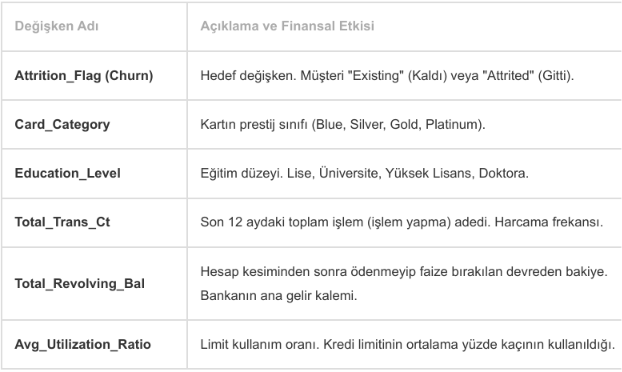 Değişken Adı Açıklama ve Finansal Etkisi
Attrition_Flag (Churn) Hedef değişken. Müşteri "Existing" (Kaldı) veya "Attrited" (Gitti).
Card_Category Kartın prestij sınıfı (Blue, Silver, Gold, Platinum).
Education_Level Eğitim düzeyi. Lise, Üniversite, Yüksek Lisans, Doktora.
Total_Trans_Ct Son 12 aydaki toplam işlem (işlem yapma) adedi. Harcama frekansı.
Total_Revolving_Bal Hesap kesiminden sonra ödenmeyip faize bırakılan devreden bakiye.
Bankanın ana gelir kalemi.
Avg_Utilization_Ratio Limit kullanım oranı. Kredi limitinin ortalama yüzde kaçının kullanıldığı.